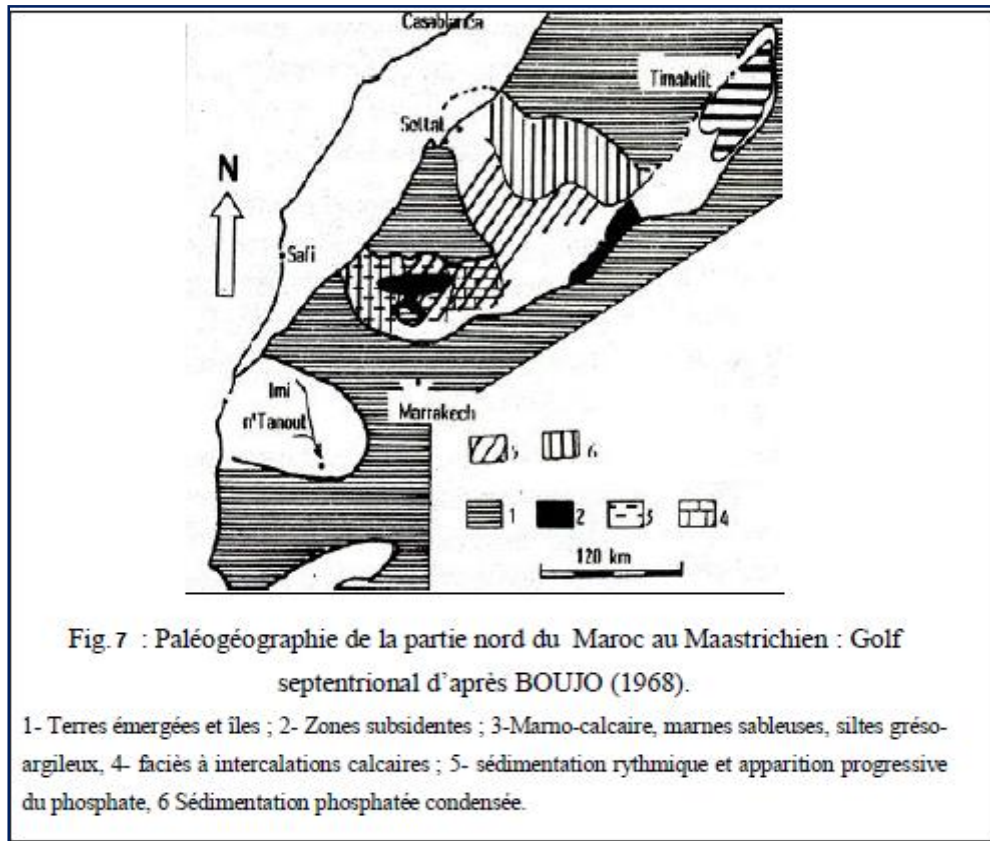 Casablanca
Timahdit
Settat
N
Safi
Imi
n'Tanout
Marrakech
5 6
1 2 3 4
120 km
Fig. 7 : Paléogéographie de la partie nord du Maroc au Maastrichien : Golf
septentrional d'après BOUJO (1968).
1- Terres émergées et îles ; 2- Zones subsidentes ; 3-Marno-calcaire, marnes sableuses, siltes gréso-
argileux, 4- faciès à intercalations calcaires ; 5- sédimentation rythmique et apparition progressive
du phosphate, 6 Sédimentation phosphatée condensée.